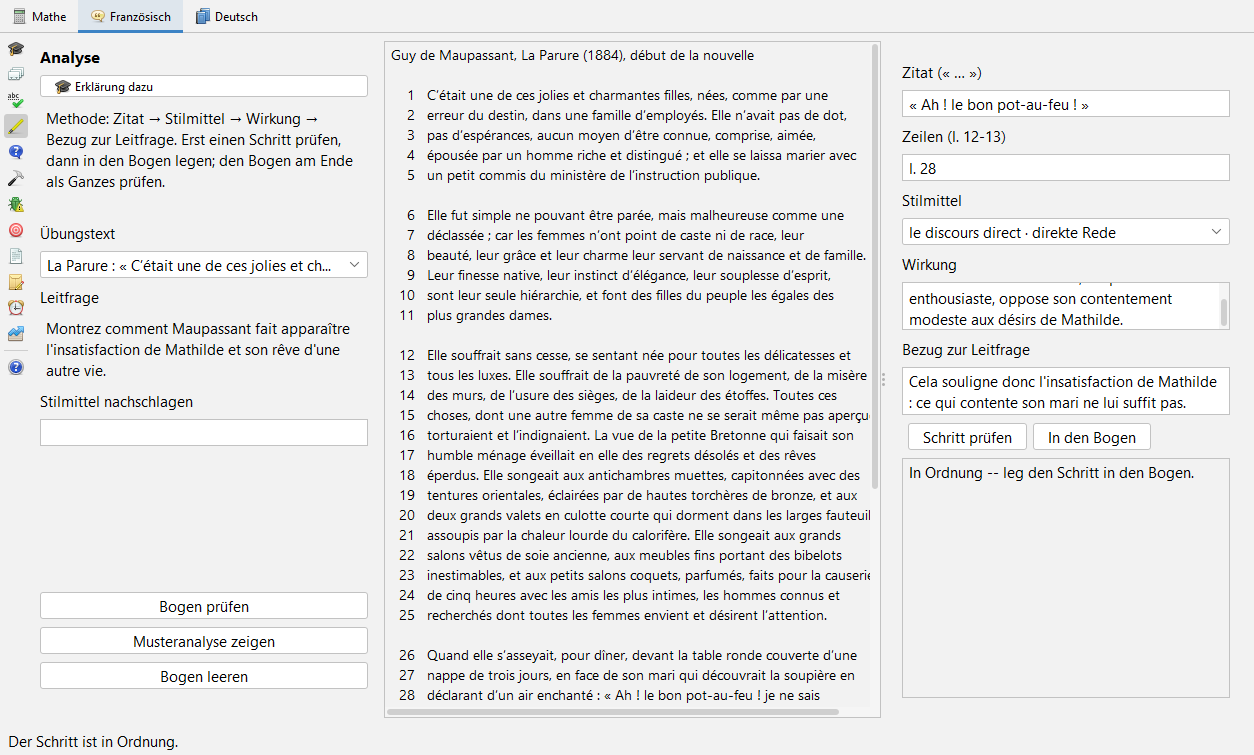 Mathe
Französisch
Deutsch
Analyse
Erklärung dazu
Methode: Zitat → Stilmittel → Wirkung →
Bezug zur Leitfrage. Erst einen Schritt prüfen,
dann in den Bogen legen; den Bogen am Ende
als Ganzes prüfen.
Übungstext
La Parure : « C’était une de ces jolies et ch...
Leitfrage
Montrez comment Maupassant fait apparaître
l'insatisfaction de Mathilde et son rêve d'une
autre vie.
Stilmittel nachschlagen
Bogen prüfen
Musteranalyse zeigen
Bogen leeren
Guy de Maupassant, La Parure (1884), début de la nouvelle
1 C’était une de ces jolies et charmantes filles, nées, comme par une
2 erreur du destin, dans une famille d’employés. Elle n’avait pas de dot,
3 pas d’espérances, aucun moyen d’être connue, comprise, aimée,
4 épousée par un homme riche et distingué ; et elle se laissa marier avec
5 un petit commis du ministère de l’instruction publique.
6 Elle fut simple ne pouvant être parée, mais malheureuse comme une
7 déclassée ; car les femmes n’ont point de caste ni de race, leur
8 beauté, leur grâce et leur charme leur servant de naissance et de famille.
9 Leur finesse native, leur instinct d’élégance, leur souplesse d’esprit,
10 sont leur seule hiérarchie, et font des filles du peuple les égales des
11 plus grandes dames.
12 Elle souffrait sans cesse, se sentant née pour toutes les délicatesses et
13 tous les luxes. Elle souffrait de la pauvreté de son logement, de la misère
14 des murs, de l’usure des sièges, de la laideur des étoffes. Toutes ces
15 choses, dont une autre femme de sa caste ne se serait même pas aperçu
16 torturaient et l’indignaient. La vue de la petite Bretonne qui faisait son
17 humble ménage éveillait en elle des regrets désolés et des rêves
18 éperdus. Elle songeait aux antichambres muettes, capitonnées avec des
19 tentures orientales, éclairées par de hautes torchères de bronze, et aux
20 deux grands valets en culotte courte qui dorment dans les larges fauteuil
21 assoupis par la chaleur lourde du calorifère. Elle songeait aux grands
22 salons vêtus de soie ancienne, aux meubles fins portant des bibelots
23 inestimables, et aux petits salons coquets, parfumés, faits pour la causerie
24 de cinq heures avec les amis les plus intimes, les hommes connus et
25 recherchés dont toutes les femmes envient et désirent l’attention.
26 Quand elle s’asseyait, pour dîner, devant la table ronde couverte d’une
27 nappe de trois jours, en face de son mari qui découvrait la soupière en
28 déclarant d’un air enchanté : « Ah ! le bon pot-au-feu ! je ne sais
Zitat (« ... »)
« Ah ! le bon pot-au-feu ! »
Zeilen (l. 12-13)
l. 28
Stilmittel
le discours direct · direkte Rede
Wirkung
enthousiaste, oppose son contentement
modeste aux désirs de Mathilde.
Bezug zur Leitfrage
Cela souligne donc l'insatisfaction de Mathilde
: ce qui contente son mari ne lui suffit pas.
Schritt prüfen
In den Bogen
In Ordnung -- leg den Schritt in den Bogen.
Der Schritt ist in Ordnung.